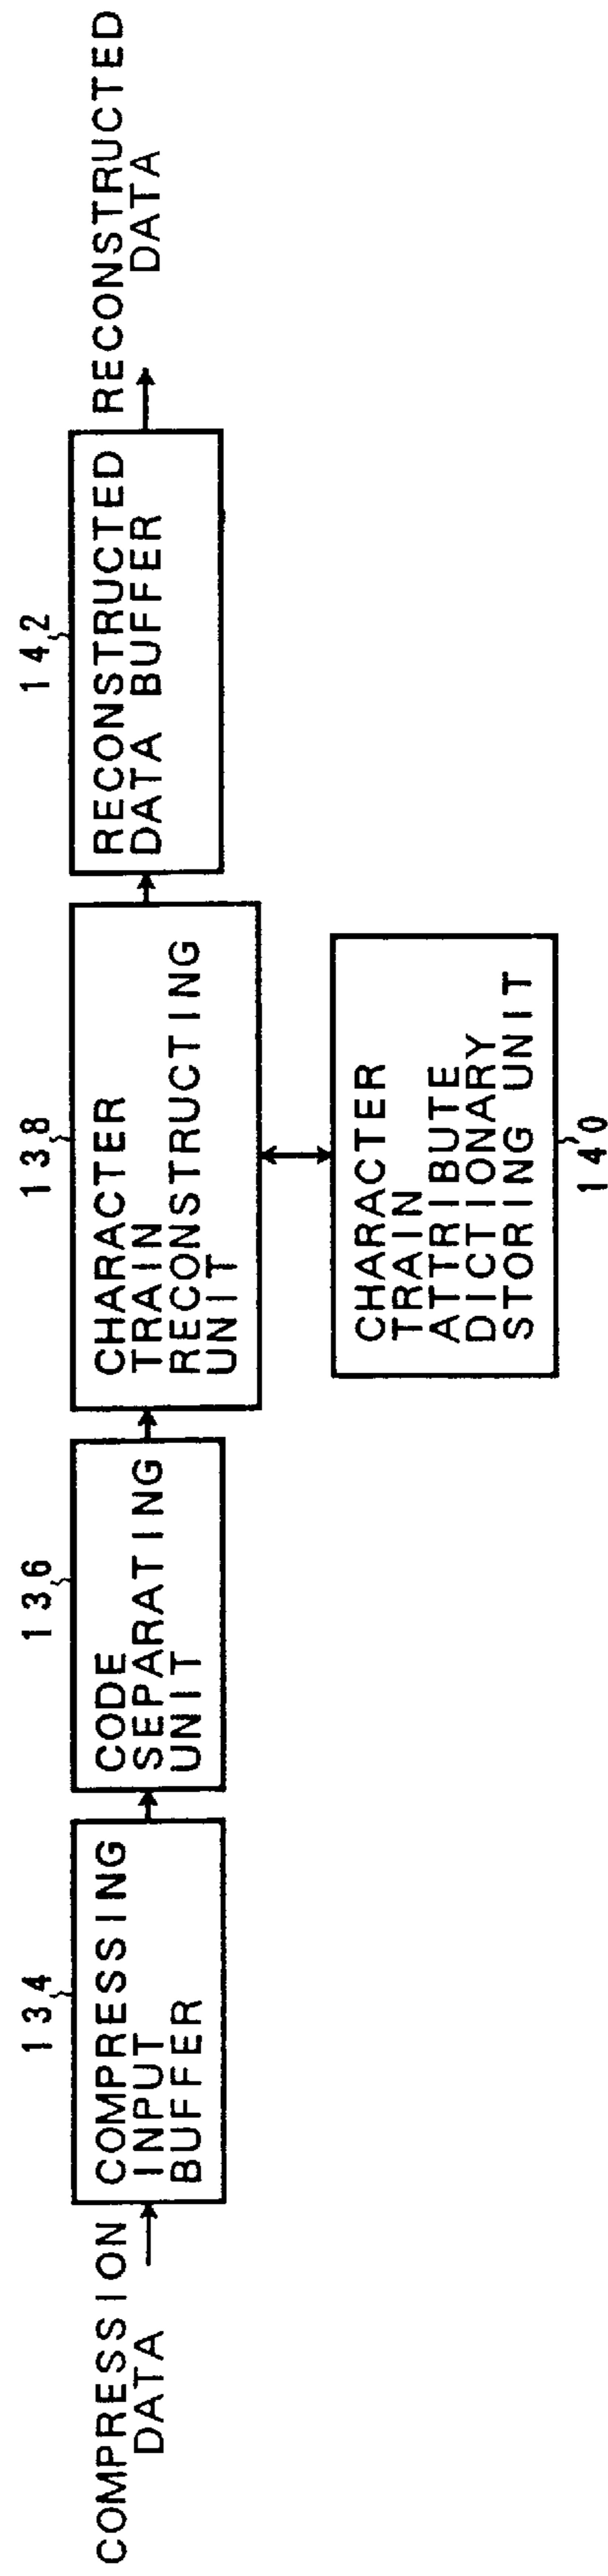 COMPRESSION
DATA
134
COMPRESSING
INPUT
BUFFER
136
CODE
SEPARATING
UNIT
138
CHARACTER
TRAIN
RECONSTRUCTING
UNIT
CHARACTER
TRAIN
ATTRIBUTE
DICTIONARY
STORING UNIT
140
142
RECONSTRUCTED
DATA BUFFER
RECONSTRUCTED
DATA